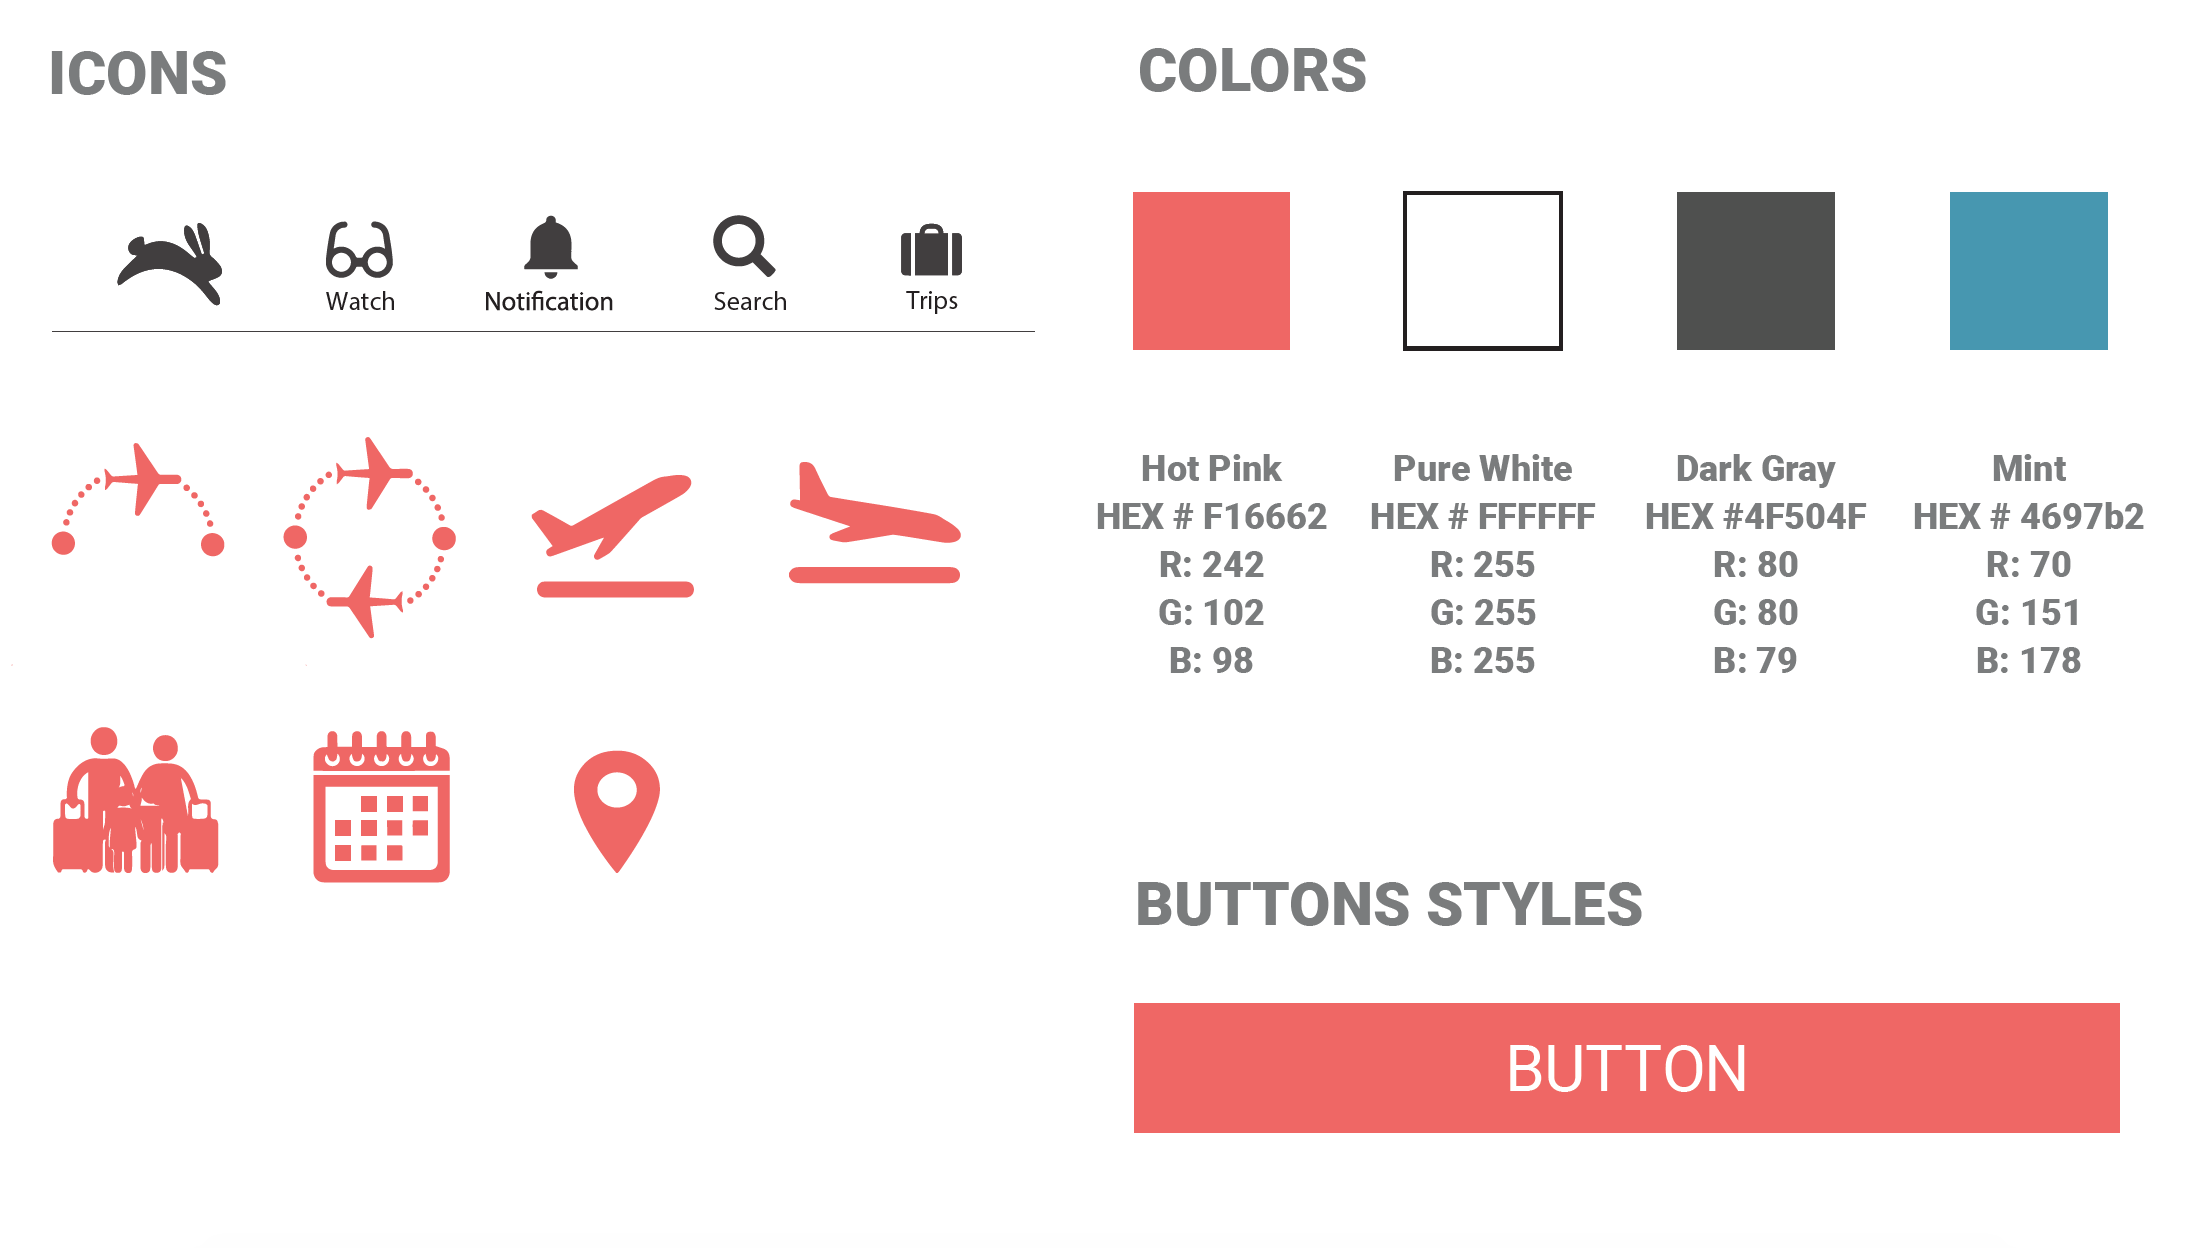 ICONS
Watch
Notification
Search
Trips
COLORS
Hot Pink
HEX # F16662
R: 242
G: 102
B: 98
Pure White
HEX # FFFFFF
R: 255
G: 255
B: 255
Dark Gray
HEX #4F504F
R: 80
G: 80
B: 79
Mint
HEX # 4697b2
R: 70
G: 151
B: 178
BUTTONS STYLES
BUTTON